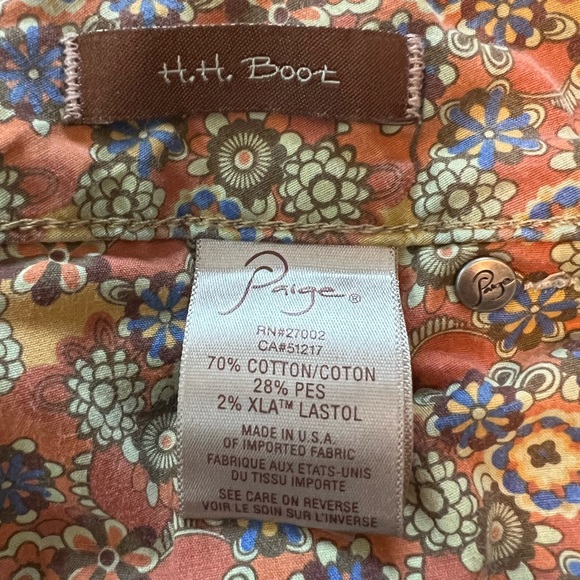 H.H. Boot
Paige®
Paige
RN#27002
CA#51217
70% COTTON/COTON
28% PES
2% XLA™ LASTOL
MADE IN U.S.A.
OF IMPORTED FABRIC
FABRIQUE AUX ETATS-UNIS
DU TISSU IMPORTE
SEE CARE ON REVERSE
VOIR LE SOIN SUR L'INVERSE